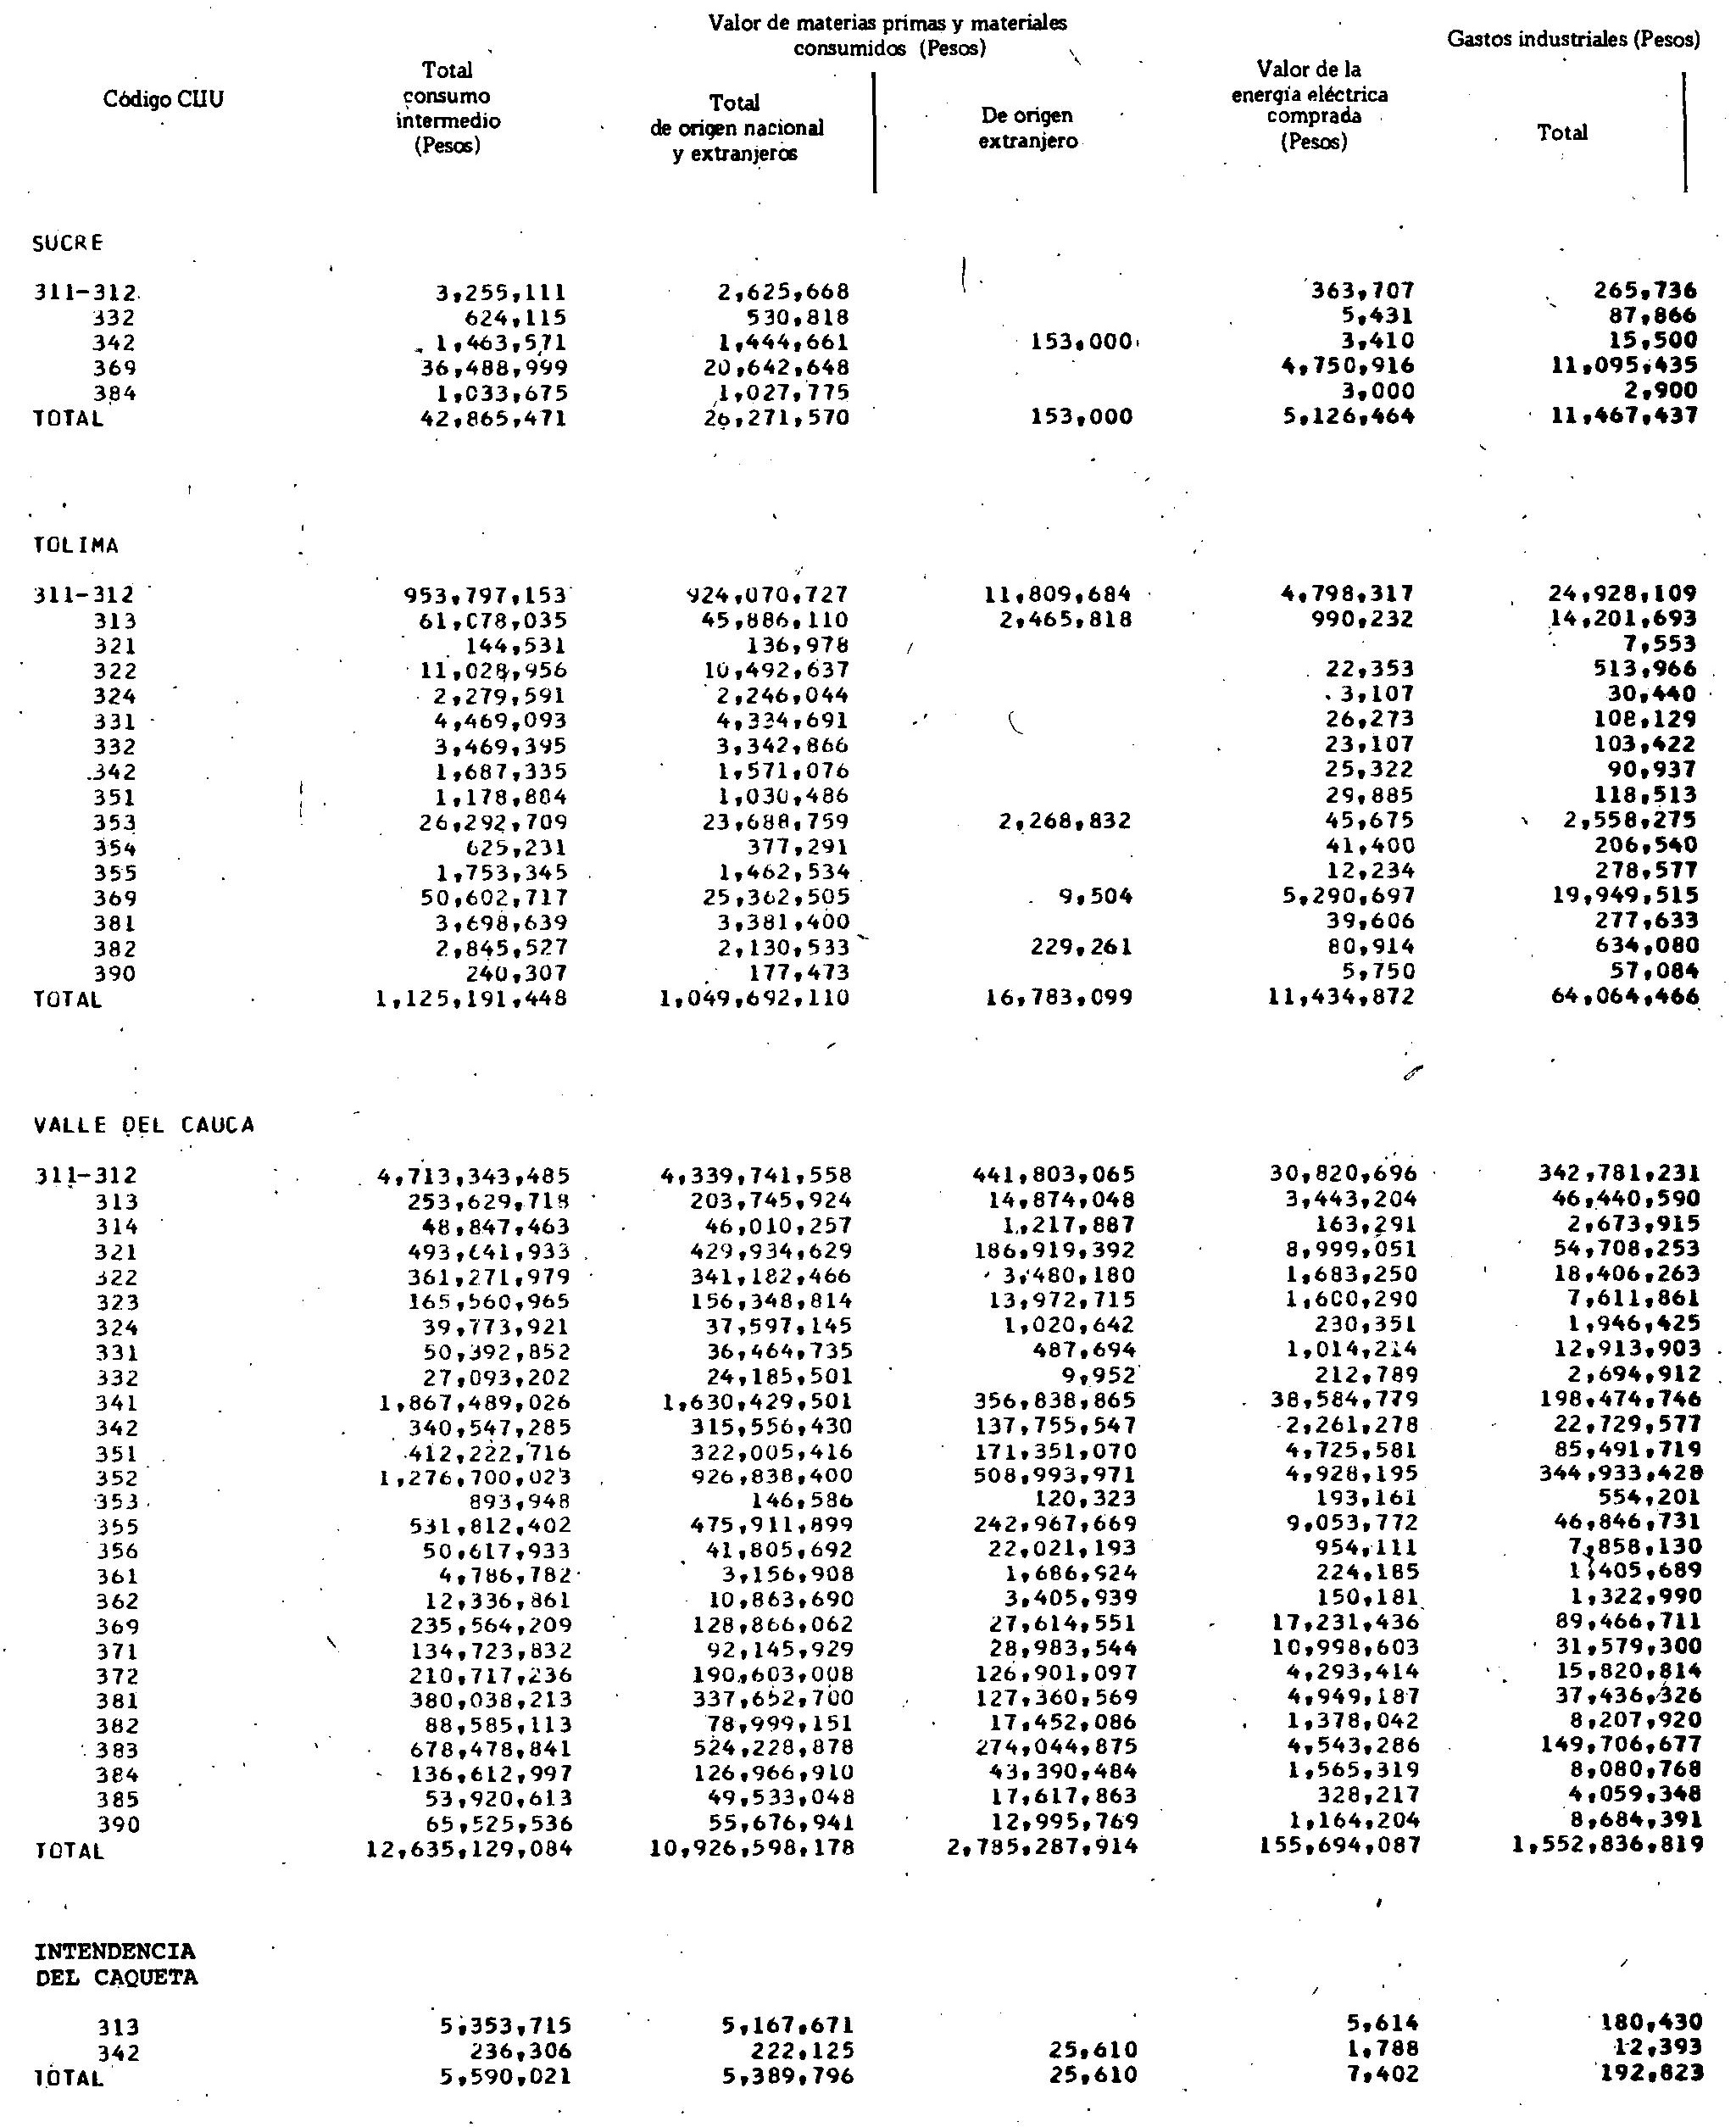 Valor de materias primas y materiales
consumidos (Pesos)
Gastos industriales (Pesos)
Código CIIU
Total
consumo
intermedio
(Pesos)
Total
de origen nacional
y extranjeros
De origen
extranjero
Valor de la
energía eléctrica
comprada
(Pesos)
Total
SUCRE
311-312 3,255,111 2,625,668 363,707 265,736
332 624,115 530,818 5,431 87,866
342 1,463,571 1,444,661 153,000 3,410 15,500
369 36,488,999 20,642,648 4,750,916 11,095,435
384 1,033,675 1,027,775 3,000 2,900
TOTAL 42,865,471 26,271,570 153,000 5,126,464 11,467,437
TOLIMA
311-312 953,797,153 924,070,727 11,809,684 4,798,317 24,928,109
313 61,078,035 45,886,110 2,465,818 990,232 14,201,693
321 144,531 136,978 7,553
322 11,028,956 10,492,637 22,353 513,966
324 2,279,591 2,246,044 3,107 30,440
331 4,469,093 4,334,691 26,273 108,129
332 3,469,395 3,342,866 23,107 103,422
342 1,687,335 1,571,076 25,322 90,937
351 1,178,884 1,030,486 29,885 118,513
353 26,292,709 23,688,759 2,268,832 45,675 2,558,275
354 625,231 377,291 41,400 206,540
355 1,753,345 1,462,534 12,234 278,577
369 50,602,717 25,362,505 9,504 5,290,697 19,949,515
381 3,698,639 3,381,400 39,606 277,633
382 2,845,527 2,130,533 229,261 80,914 634,080
390 240,307 177,473 5,750 57,084
TOTAL 1,125,191,448 1,049,692,110 16,783,099 11,434,872 64,064,466
VALLE DEL CAUCA
311-312 4,713,343,485 4,339,741,558 441,803,065 30,820,696 342,781,231
313 253,629,718 203,745,924 14,874,048 3,443,204 46,440,590
314 48,847,463 46,010,257 1,217,887 163,291 2,673,915
321 493,641,933 429,934,629 186,919,392 8,999,051 54,708,253
322 361,271,979 341,182,466 3,480,180 1,683,250 18,406,263
323 165,560,965 156,348,814 13,972,715 1,600,290 7,611,861
324 39,773,921 37,597,145 1,020,642 230,351 1,946,425
331 50,392,852 36,464,735 487,694 1,014,214 12,913,903
332 27,093,202 24,185,501 9,952 212,789 2,694,912
341 1,867,489,026 1,630,429,501 356,838,865 38,584,779 198,474,746
342 340,547,285 315,556,430 137,755,547 2,261,278 22,729,577
351 412,222,716 322,005,416 171,351,070 4,725,581 85,491,719
352 1,276,700,023 926,838,400 508,993,971 4,928,195 344,933,428
353 893,948 146,586 120,323 193,161 554,201
355 531,812,402 475,911,899 242,967,669 9,053,772 46,846,731
356 50,617,933 41,805,692 22,021,193 954,111 7,858,130
361 4,786,782 3,156,908 1,686,924 224,185 1,405,689
362 12,336,861 10,863,690 3,405,939 150,181 1,322,990
369 235,564,209 128,866,062 27,614,551 17,231,436 89,466,711
371 134,723,832 92,145,929 28,983,544 10,998,603 31,579,300
372 210,717,236 190,603,008 126,901,097 4,293,414 15,820,814
381 380,038,213 337,652,700 127,360,569 4,949,187 37,436,326
382 88,585,113 78,999,151 17,452,086 1,378,042 8,207,920
383 678,478,841 524,228,878 274,044,875 4,543,286 149,706,677
384 136,612,997 126,966,910 43,390,484 1,565,319 8,080,768
385 53,920,613 49,533,048 17,617,863 328,217 4,059,348
390 65,525,536 55,676,941 12,995,769 1,164,204 8,684,391
TOTAL 12,635,129,084 10,926,598,178 2,785,287,914 155,694,087 1,552,836,819
INTENDENCIA
DEL CAQUETA
313 5,353,715 5,167,671 5,614 180,430
342 236,306 222,125 25,610 1,788 12,393
TOTAL 5,590,021 5,389,796 25,610 7,402 192,823